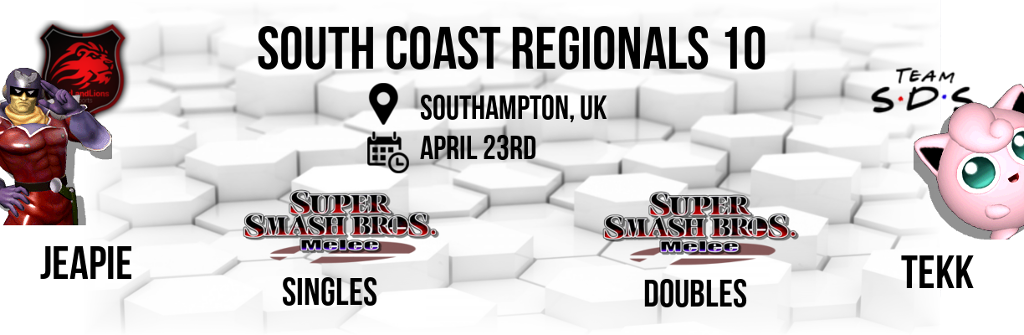 SOUTH COAST REGIONALS 10
SOUTHAMPTON, UK
APRIL 23RD
LandLions
TEAM
S·D·S
SUPER
SMASH BROS.
Melee
SINGLES
SUPER
SMASH BROS.
Melee
DOUBLES
JEAPIE
TEKK